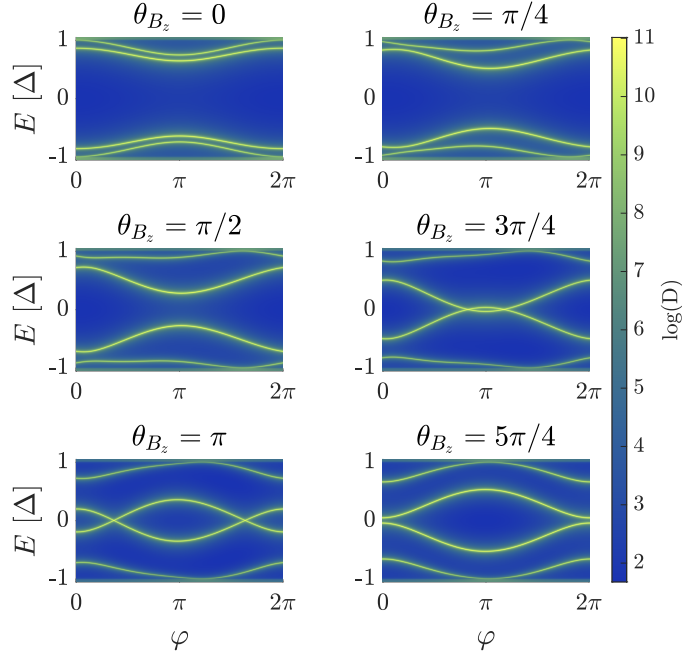 θ_{B_z} = 0
θ_{B_z} = π/4
1
0
-1
E [Δ]
0
π
2π
1
0
-1
0
π
2π
θ_{B_z} = π/2
θ_{B_z} = 3π/4
1
0
-1
E [Δ]
0
π
2π
1
0
-1
0
π
2π
θ_{B_z} = π
θ_{B_z} = 5π/4
1
0
-1
E [Δ]
0
π
2π
φ
1
0
-1
0
π
2π
φ
11
10
9
8
7
6
5
4
3
2
log(D)